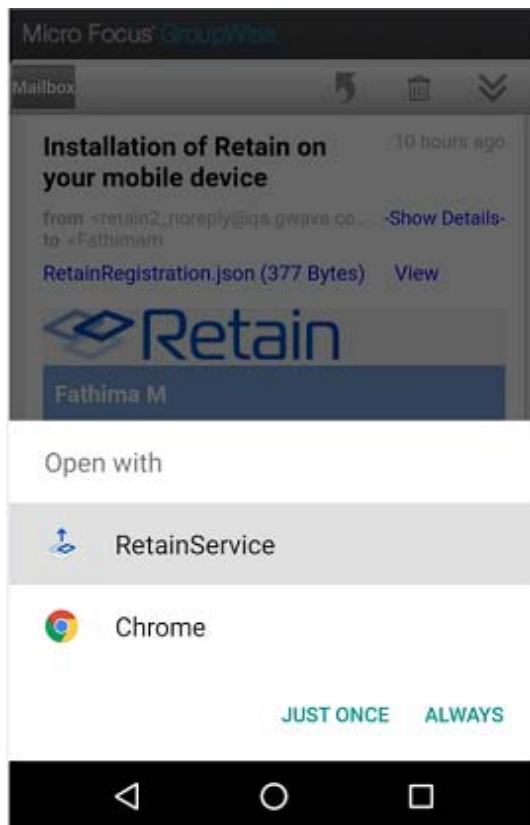 Micro Focus GroupWise
Mailbox
Installation of Retain on
your mobile device
10 hours ago
from <retain2_noreply@qa.gwava.co... -Show Details-
to <Fathimam
RetainRegistration.json (377 Bytes) View
Retain
Fathima M
Open with
RetainService
Chrome
JUST ONCE ALWAYS